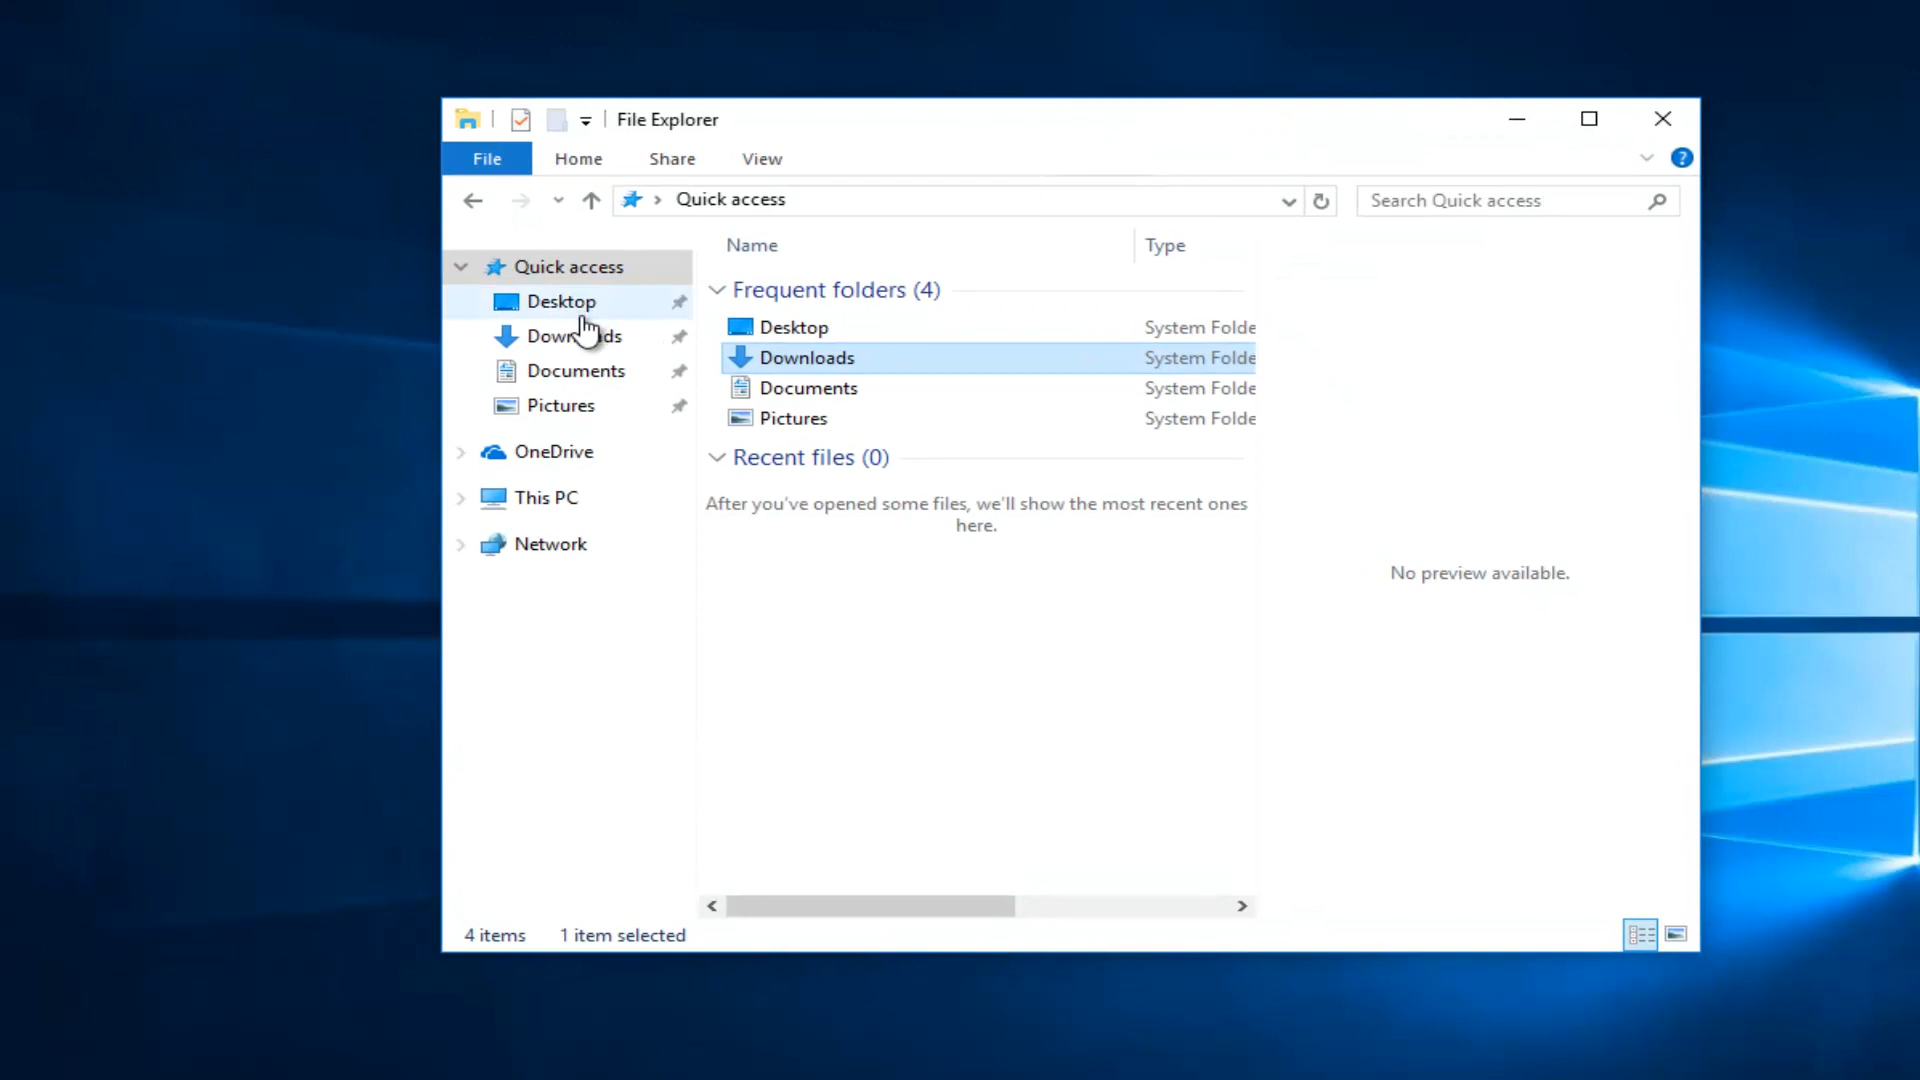 File Explorer
File Home Share View
Quick access
Search Quick access
Name Type
Quick access
Desktop
Downloads
Documents
Pictures
OneDrive
This PC
Network
Frequent folders (4)
Desktop System Folde
Downloads System Folde
Documents System Folde
Pictures System Folde
Recent files (0)
After you've opened some files, we'll show the most recent ones
here.
No preview available.
4 items 1 item selected